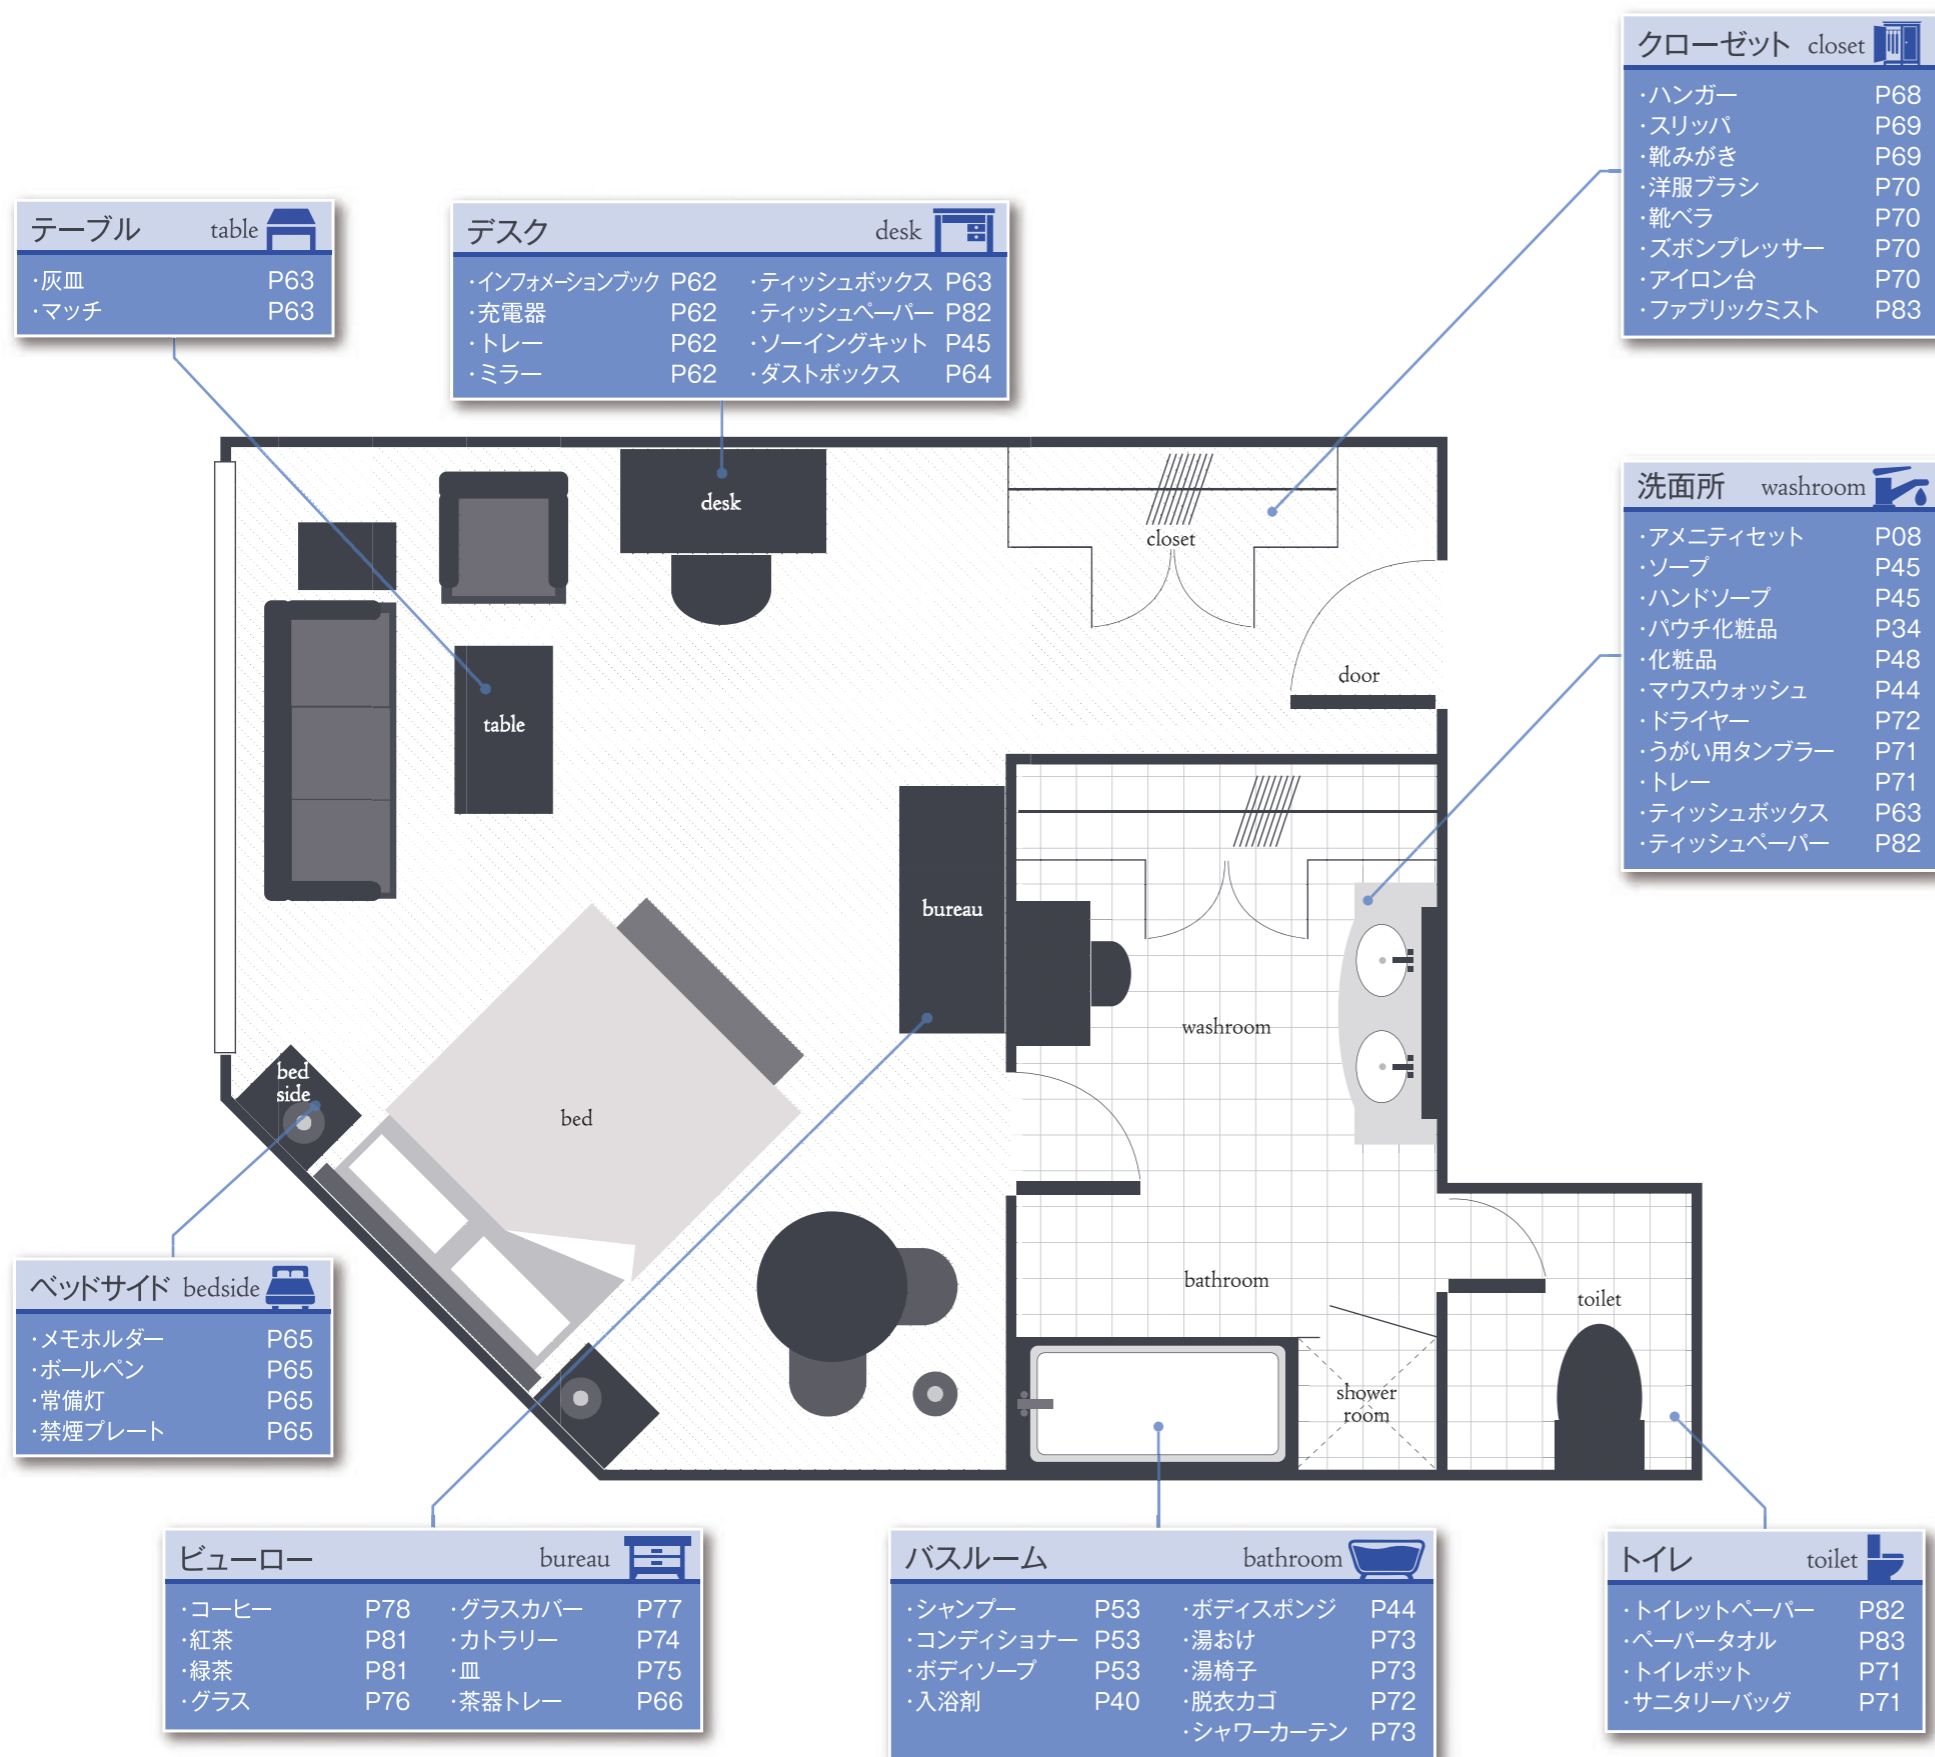 クローゼット closet
・ハンガー P68
・スリッパ P69
・靴みがき P69
・洋服ブラシ P70
・靴ベラ P70
・ズボンプレッサー P70
・アイロン台 P70
・ファブリックミスト P83
テーブル table
・灰皿 P63
・マッチ P63
デスク desk
・インフォメーションブック P62 ・ティッシュボックス P63
・充電器 P62 ・ティッシュペーパー P82
・トレー P62 ・ソーイングキット P45
・ミラー P62 ・ダストボックス P64
洗面所 washroom
・アメニティセット P08
・ソープ P45
・ハンドソープ P45
・パウチ化粧品 P34
・化粧品 P48
・マウスウォッシュ P44
・ドライヤー P72
・うがい用タンブラー P71
・トレー P71
・ティッシュボックス P63
・ティッシュペーパー P82
desk
closet
door
table
bureau
washroom
bed
side
bed
bathroom
toilet
shower
room
ベッドサイド bedside
・メモホルダー P65
・ボールペン P65
・常備灯 P65
・禁煙プレート P65
ビューロー bureau
・コーヒー P78 ・グラスカバー P77
・紅茶 P81 ・カトラリー P74
・緑茶 P81 ・皿 P75
・グラス P76 ・茶器トレー P66
バスルーム bathroom
・シャンプー P53 ・ボディスポンジ P44
・コンディショナー P53 ・湯おけ P73
・ボディソープ P53 ・湯椅子 P73
・入浴剤 P40 ・脱衣カゴ P72
・シャワーカーテン P73
トイレ toilet
・トイレットペーパー P82
・ペーパータオル P83
・トイレポット P71
・サニタリーバッグ P71